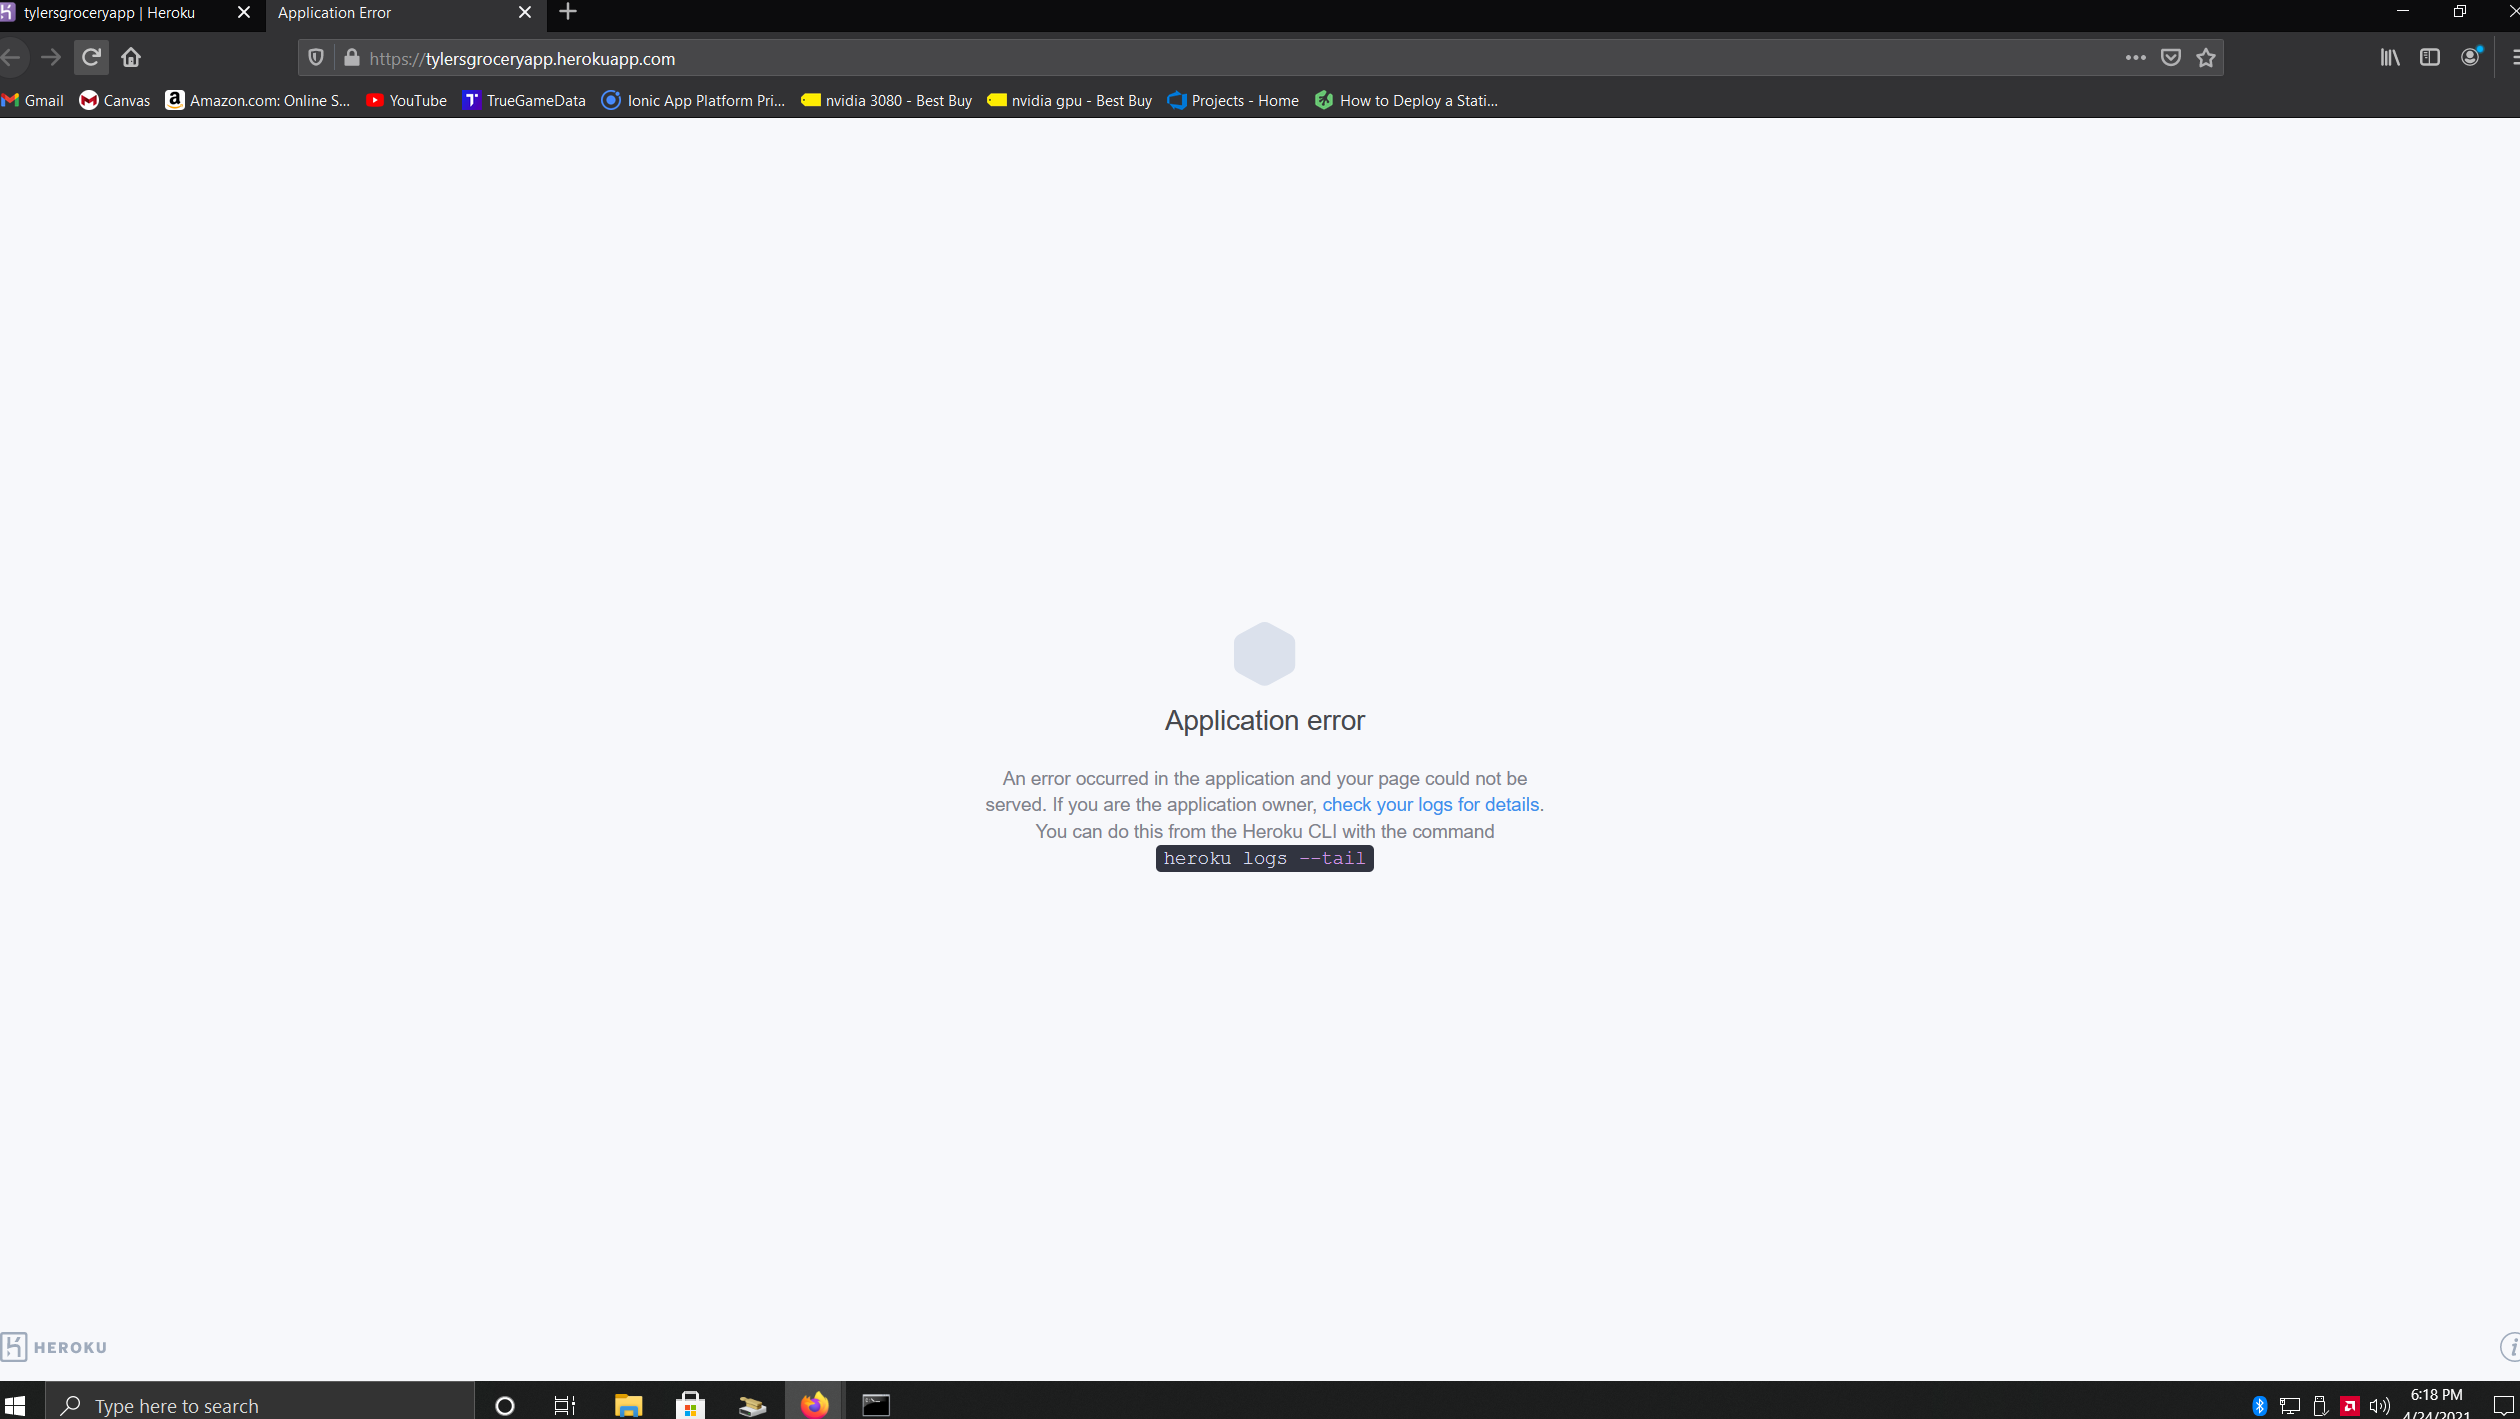 tylersgroceryapp | Heroku
Application Error
https://tylersgroceryapp.herokuapp.com
Gmail
Canvas
Amazon.com: Online S...
YouTube
TrueGameData
Ionic App Platform Pri...
nvidia 3080 - Best Buy
nvidia gpu - Best Buy
Projects - Home
How to Deploy a Stati...
Application error
An error occurred in the application and your page could not be
served. If you are the application owner, check your logs for details.
You can do this from the Heroku CLI with the command
heroku logs --tail
HEROKU
Type here to search
6:18 PM
4/24/2021